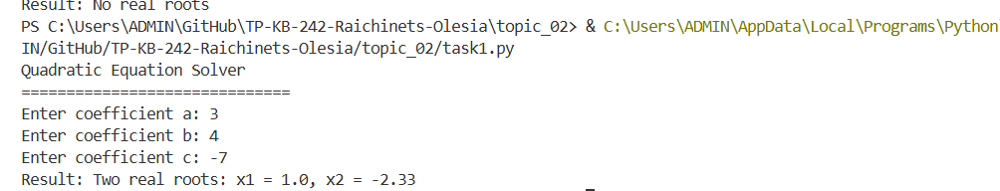 Result: No real roots
PS C:\Users\ADMIN\GitHub\TP-KB-242-Raichinets-Olesia\topic_02> & C:\Users\ADMIN\AppData\Local\Programs\Python
IN/GitHub/TP-KB-242-Raichinets-Olesia/topic_02/task1.py
Quadratic Equation Solver
==============================
Enter coefficient a: 3
Enter coefficient b: 4
Enter coefficient c: -7
Result: Two real roots: x1 = 1.0, x2 = -2.33